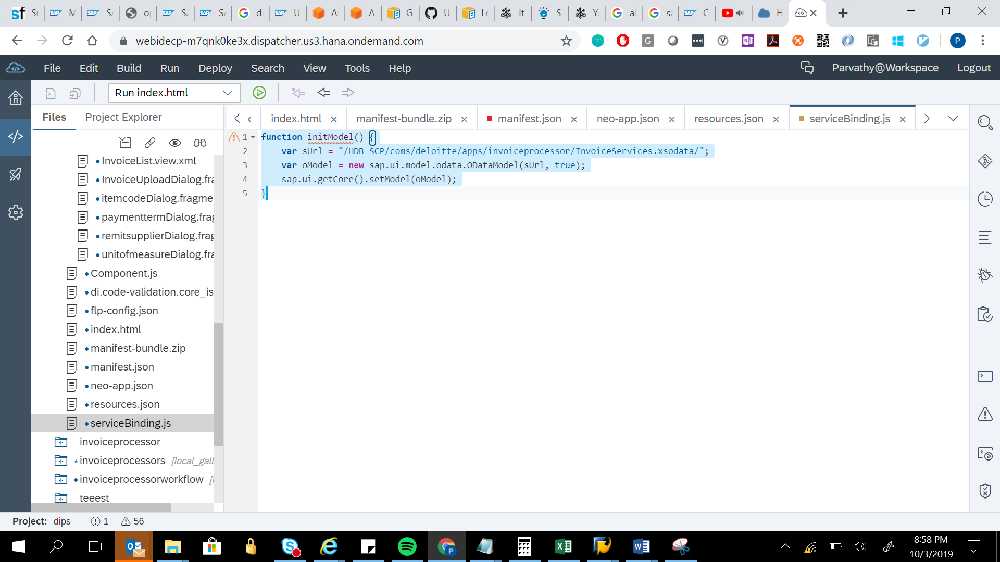 sf
webidecp-m7qnk0ke3x.dispatcher.us3.hana.ondemand.com
File Edit Build Run Deploy Search View Tools Help
Parvathy@Workspace Logout
Run index.html
Files Project Explorer
index.html × manifest-bundle.zip × manifest.json × neo-app.json × resources.json × serviceBinding.js ×
InvoiceList.view.xml
InvoiceUploadDialog.fra
itemcodeDialog.fragme
paymenttermDialog.frag
remitsupplierDialog.frag
unitofmeasureDialog.fra
Component.js
di.code-validation.core_is
flp-config.json
index.html
manifest-bundle.zip
manifest.json
neo-app.json
resources.json
serviceBinding.js
invoiceprocessor
* invoiceprocessors [local_gall
invoiceprocessorworkflow
teeest
1 function initModel() {
2 var sUrl = "/HDB_SCP/coms/deloitte/apps/invoiceprocessor/InvoiceServices.xsodata/";
3 var oModel = new sap.ui.model.odata.ODataModel(sUrl, true);
4 sap.ui.getCore().setModel(oModel);
5 }
Project: dips 1 56
8:58 PM
10/3/2019